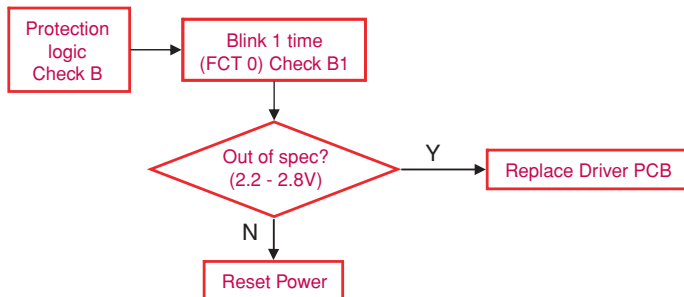 Protection
logic
Check B
Blink 1 time
(FCT 0) Check B1
Out of spec?
(2.2 - 2.8V)
Y
Replace Driver PCB
N
Reset Power